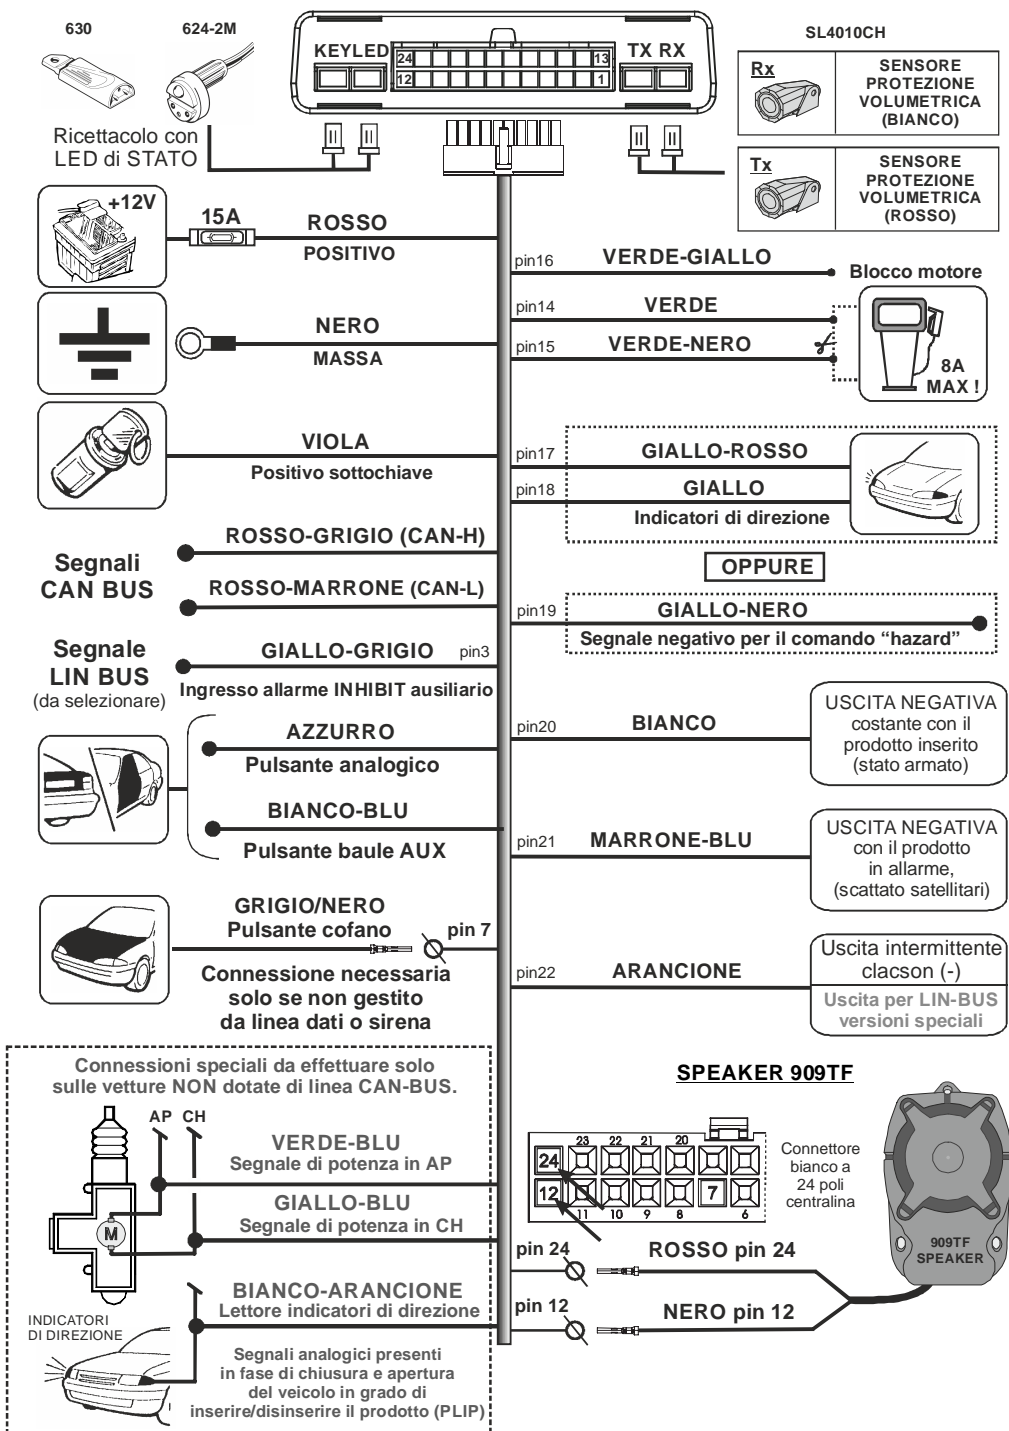 630
624-2M
Ricettacolo con
LED di STATO
KEY LED
TX RX
24
13
12
1
SL4010CH
Rx
SENSORE
PROTEZIONE
VOLUMETRICA
(BIANCO)
Tx
SENSORE
PROTEZIONE
VOLUMETRICA
(ROSSO)
+12V
15A
ROSSO
POSITIVO
NERO
MASSA
VIOLA
Positivo sottochiave
Segnali
CAN BUS
ROSSO-GRIGIO (CAN-H)
ROSSO-MARRONE (CAN-L)
Segnale
LIN BUS
(da selezionare)
GIALLO-GRIGIO pin3
Ingresso allarme INHIBIT ausiliario
AZZURRO
Pulsante analogico
BIANCO-BLU
Pulsante baule AUX
GRIGIO/NERO
Pulsante cofano
pin 7
Connessione necessaria
solo se non gestito
da linea dati o sirena
pin16
VERDE-GIALLO
Blocco motore
pin14
VERDE
pin15
VERDE-NERO
8A
MAX !
pin17
GIALLO-ROSSO
pin18
GIALLO
Indicatori di direzione
OPPURE
pin19
GIALLO-NERO
Segnale negativo per il comando “hazard”
pin20
BIANCO
USCITA NEGATIVA
costante con il
prodotto inserito
(stato armato)
pin21
MARRONE-BLU
USCITA NEGATIVA
con il prodotto
in allarme,
(scattato satellitari)
pin22
ARANCIONE
Uscita intermittente
clacson (-)
Uscita per LIN-BUS
versioni speciali
Connessioni speciali da effettuare solo
sulle vetture NON dotate di linea CAN-BUS.
AP CH
VERDE-BLU
Segnale di potenza in AP
GIALLO-BLU
Segnale di potenza in CH
M
BIANCO-ARANCIONE
Lettore indicatori di direzione
INDICATORI
DI DIREZIONE
Segnali analogici presenti
in fase di chiusura e apertura
del veicolo in grado di
inserire/disinserire il prodotto (PLIP)
SPEAKER 909TF
23 22 21 20
24
12
7
11 10 9 8 6
Connettore
bianco a
24 poli
centralina
909TF
SPEAKER
pin 24
ROSSO pin 24
pin 12
NERO pin 12